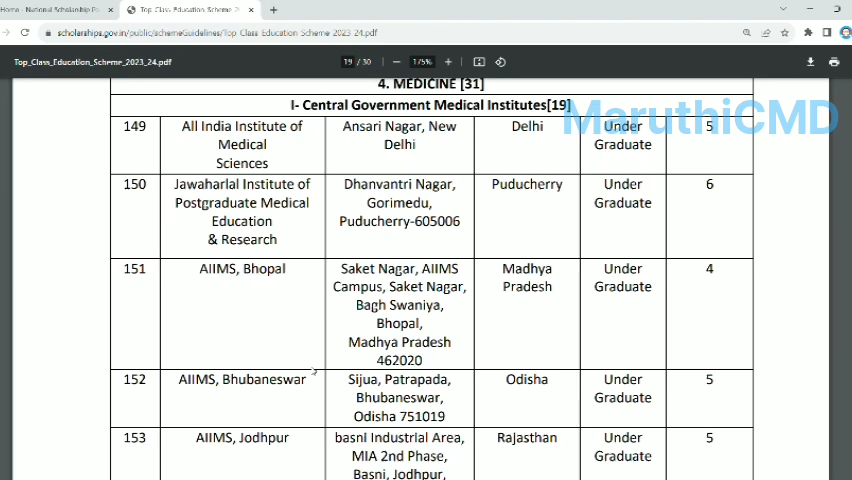 Home - National Scholarship Po
Top_Class_Education_Scheme_2
scholarships.gov.in/public/schemeGuidelines/Top_Class_Education_Scheme_2023_24.pdf
Top_Class_Education_Scheme_2023_24.pdf
19 / 30
175%
4. MEDICINE [31]
I- Central Government Medical Institutes[19]
MaruthiCMD
149
All India Institute of
Medical
Sciences
Ansari Nagar, New
Delhi
Delhi
Under
Graduate
5
150
Jawaharlal Institute of
Postgraduate Medical
Education
& Research
Dhanvantri Nagar,
Gorimedu,
Puducherry-605006
Puducherry
Under
Graduate
6
151
AIIMS, Bhopal
Saket Nagar, AIIMS
Campus, Saket Nagar,
Bagh Swaniya,
Bhopal,
Madhya Pradesh
462020
Madhya
Pradesh
Under
Graduate
4
152
AIIMS, Bhubaneswar
Sijua, Patrapada,
Bhubaneswar,
Odisha 751019
Odisha
Under
Graduate
5
153
AIIMS, Jodhpur
basni Industrial Area,
MIA 2nd Phase,
Basni, Jodhpur,
Rajasthan
Under
Graduate
5